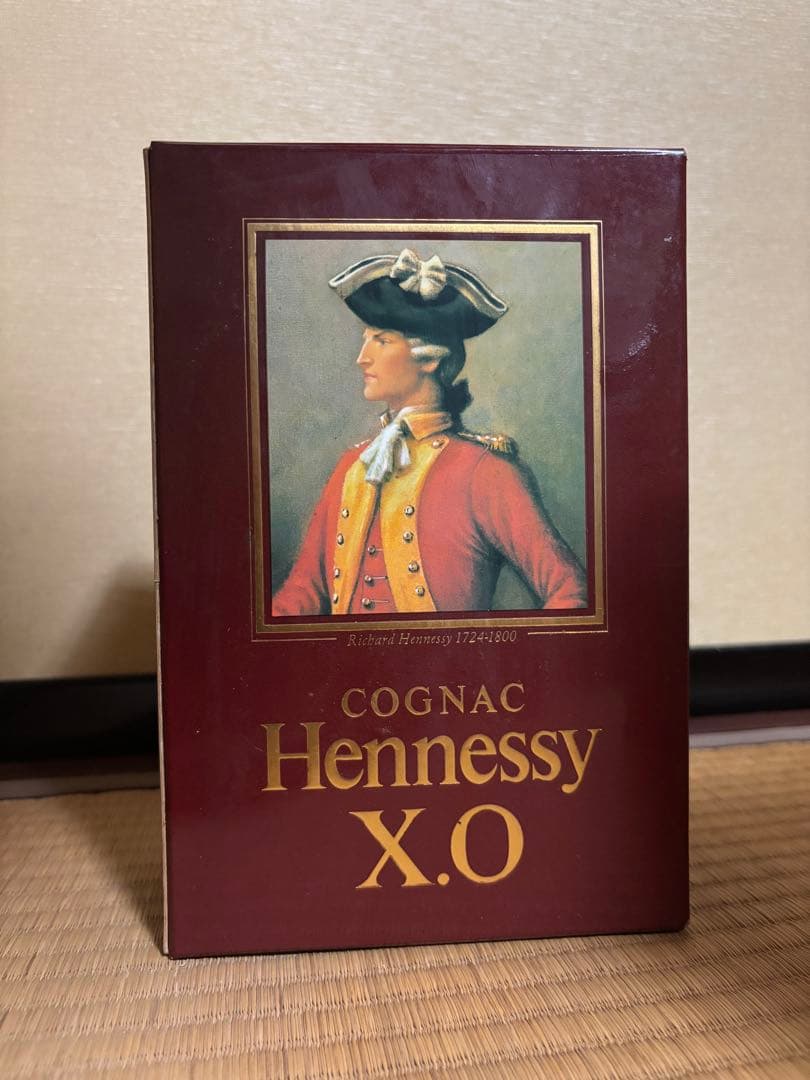 Richard Hennessy 1724-1800
COGNAC
Hennessy
X.O